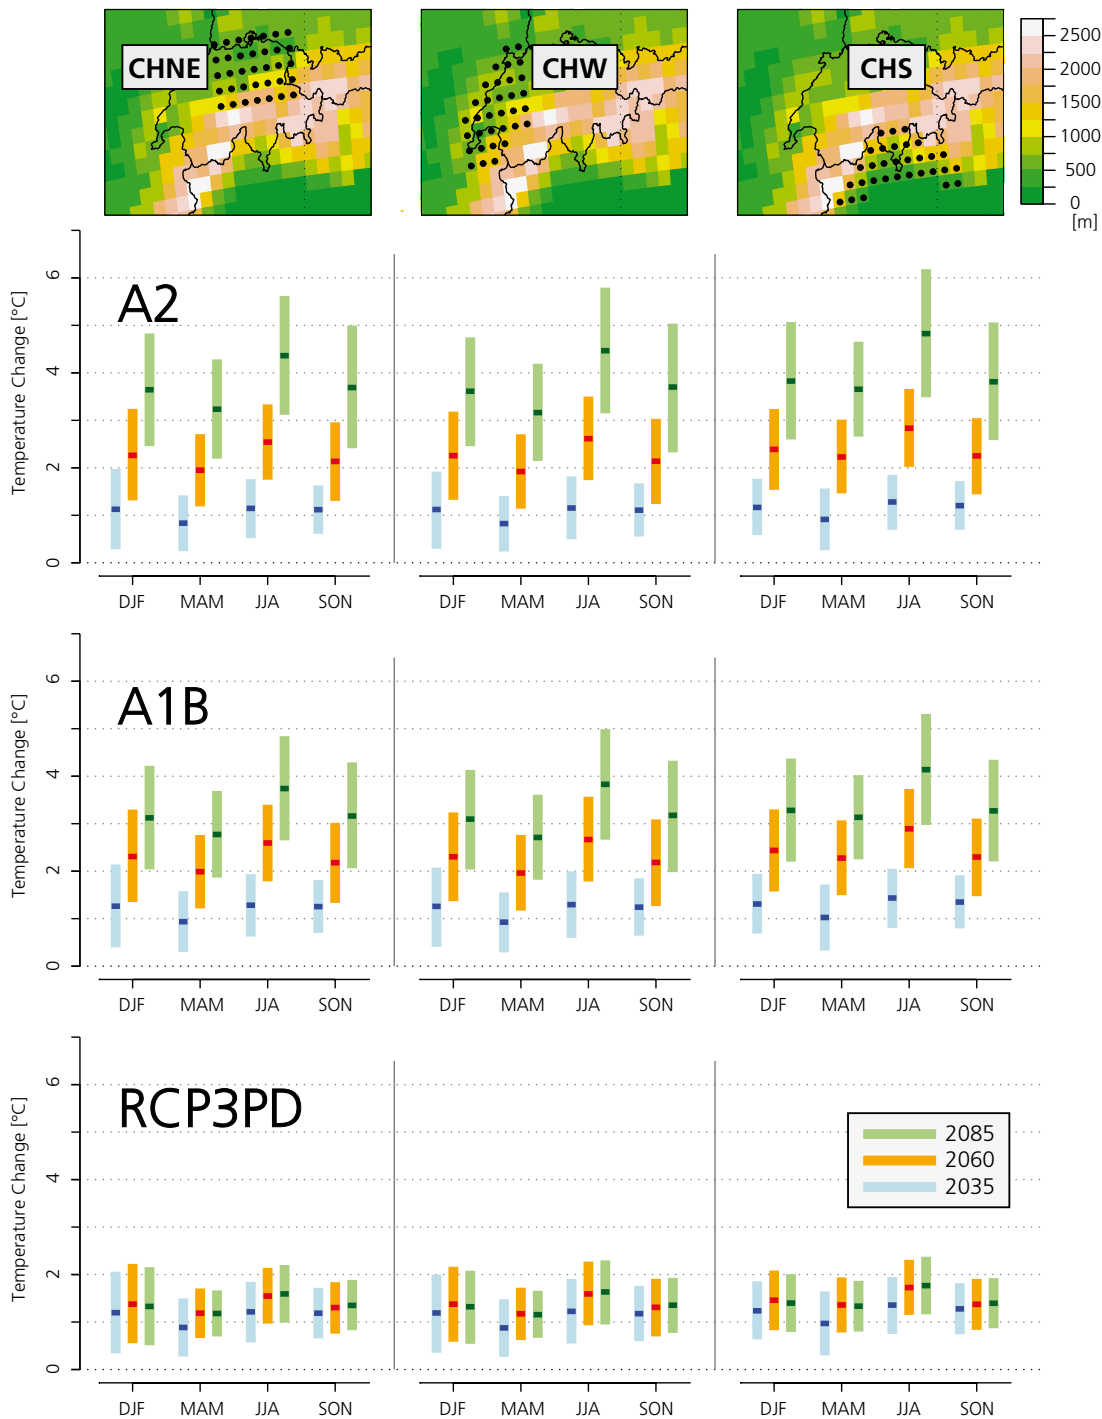 CHNE
CHW
CHS
2500
2000
1500
1000
500
0
[m]
Temperature Change [°C]
6
4
2
0
A2
DJF MAM JJA SON
DJF MAM JJA SON
DJF MAM JJA SON
Temperature Change [°C]
6
4
2
0
A1B
DJF MAM JJA SON
DJF MAM JJA SON
DJF MAM JJA SON
Temperature Change [°C]
6
4
2
0
RCP3PD
2085
2060
2035
DJF MAM JJA SON
DJF MAM JJA SON
DJF MAM JJA SON